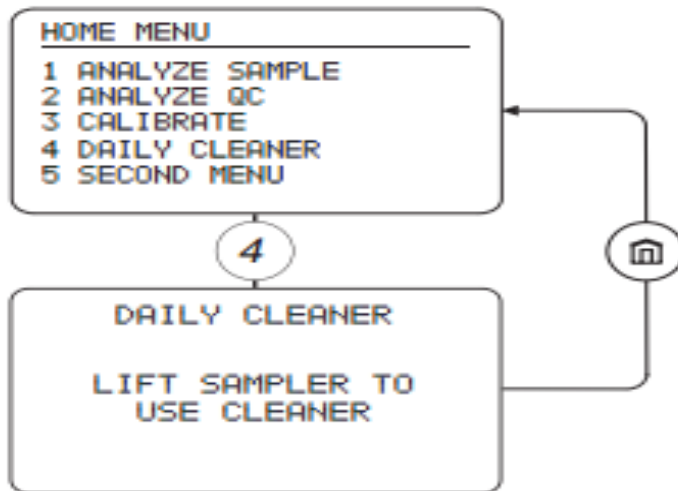 HOME MENU
1 ANALYZE SAMPLE
2 ANALYZE QC
3 CALIBRATE
4 DAILY CLEANER
5 SECOND MENU
4
DAILY CLEANER
LIFT SAMPLER TO
USE CLEANER